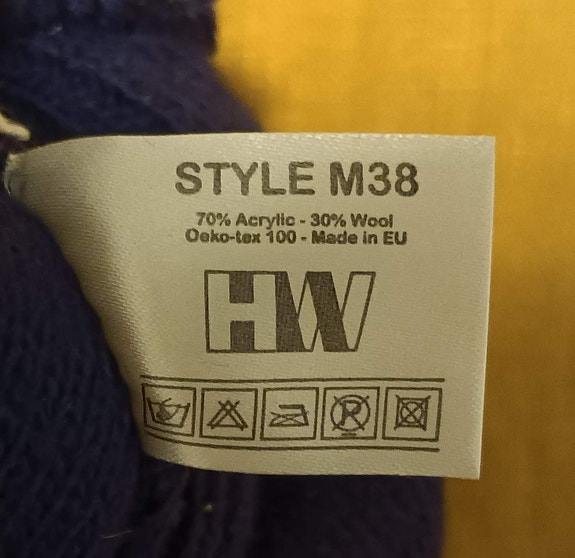 STYLE M38
70% Acrylic - 30% Wool
Oeko-tex 100 - Made in EU
HW
P